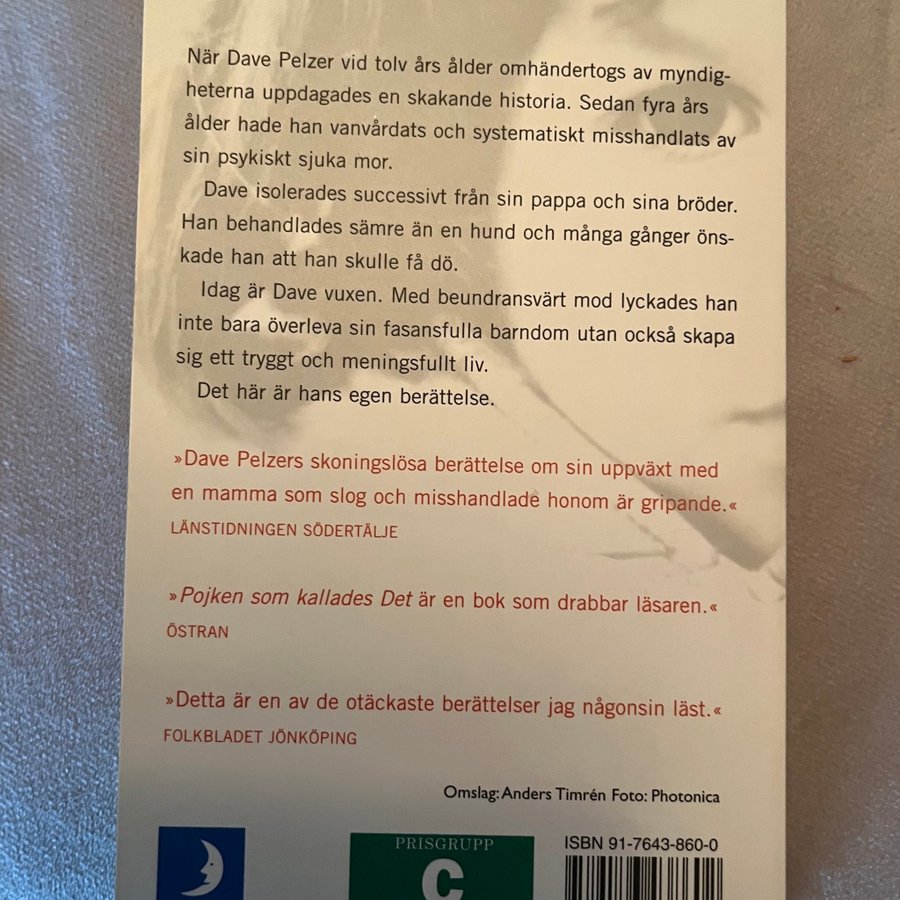 När Dave Pelzer vid tolv års ålder omhändertogs av myndig-
heterna uppdagades en skakande historia. Sedan fyra års
ålder hade han vanvårdats och systematiskt misshandlats av
sin psykiskt sjuka mor.
Dave isolerades successivt från sin pappa och sina bröder.
Han behandlades sämre än en hund och många gånger öns-
kade han att han skulle få dö.
Idag är Dave vuxen. Med beundransvärt mod lyckades han
inte bara överleva sin fasansfulla barndom utan också skapa
sig ett tryggt och meningsfullt liv.
Det här är hans egen berättelse.
»Dave Pelzers skoningslösa berättelse om sin uppväxt med
en mamma som slog och misshandlade honom är gripande.«
LÄNSTIDNINGEN SÖDERTÄLJE
»Pojken som kallades Det är en bok som drabbar läsaren.«
ÖSTRAN
»Detta är en av de otäckaste berättelser jag någonsin läst.«
FOLKBLADET JÖNKÖPING
Omslag: Anders Timrén Foto: Photonica
PRISGRUPP
C
ISBN 91-7643-860-0